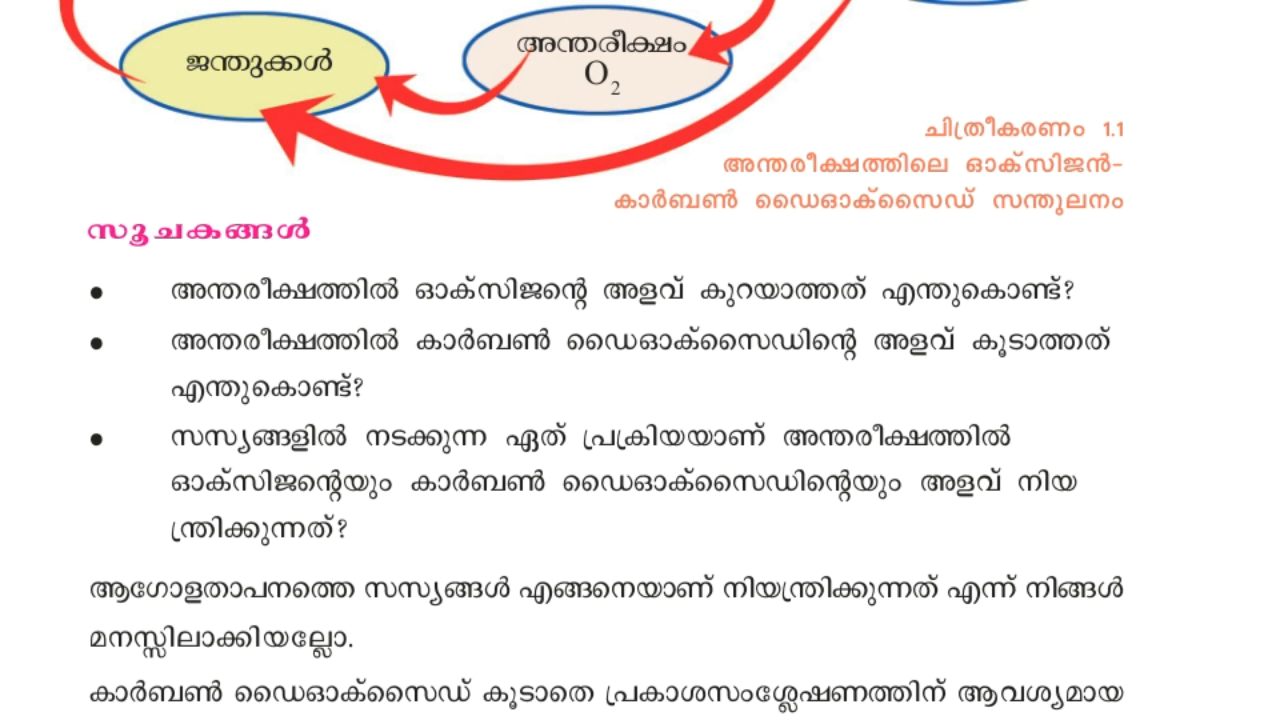 ജന്തുക്കൾ
അന്തരീക്ഷം
O2
ചിത്രീകരണം 1.1
അന്തരീക്ഷത്തിലെ ഓക്സിജൻ-
കാർബൺ ഡൈഓക്സൈഡ് സന്തുലനം
സൂചകങ്ങൾ
• അന്തരീക്ഷത്തിൽ ഓക്സിജന്റെ അളവ് കുറയാത്തത് എന്തുകൊണ്ട്?
• അന്തരീക്ഷത്തിൽ കാർബൺ ഡൈഓക്സൈഡിന്റെ അളവ് കൂടാത്തത്
എന്തുകൊണ്ട്?
• സസ്യങ്ങളിൽ നടക്കുന്ന ഏത് പ്രക്രിയയാണ് അന്തരീക്ഷത്തിൽ
ഓക്സിജന്റെയും കാർബൺ ഡൈഓക്സൈഡിന്റെയും അളവ് നിയ
ന്ത്രിക്കുന്നത്?
ആഗോളതാപനത്തെ സസ്യങ്ങൾ എങ്ങനെയാണ് നിയന്ത്രിക്കുന്നത് എന്ന് നിങ്ങൾ
മനസ്സിലാക്കിയല്ലോ.
കാർബൺ ഡൈഓക്സൈഡ് കൂടാതെ പ്രകാശസംശ്ലേഷണത്തിന് ആവശ്യമായ